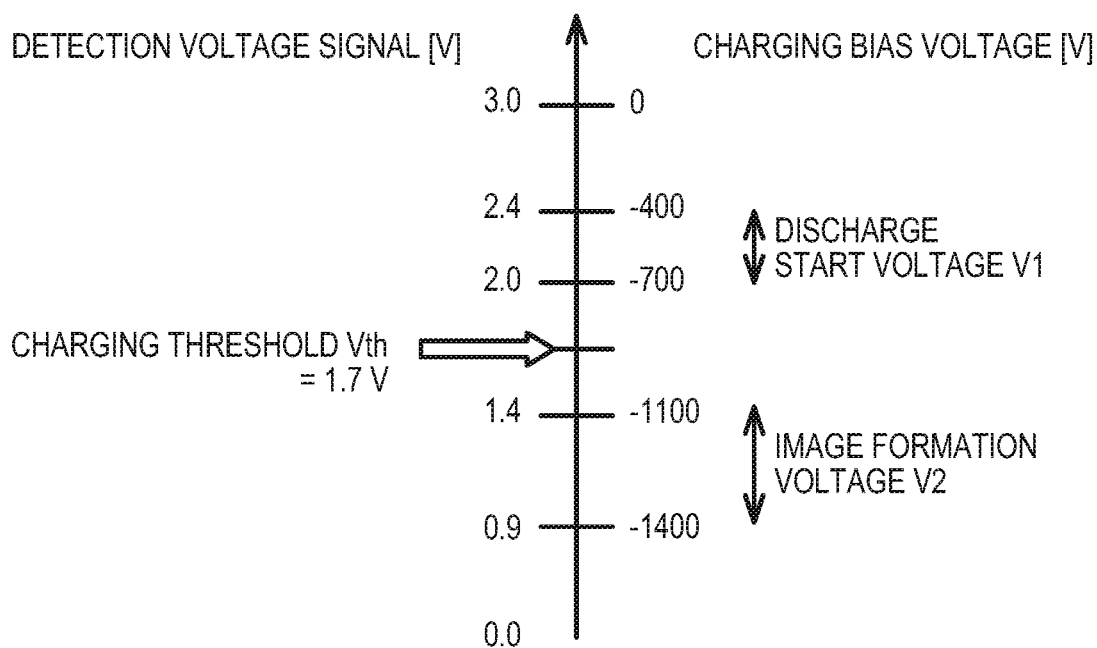 DETECTION VOLTAGE SIGNAL [V]
CHARGING BIAS VOLTAGE [V]
3.0
0
2.4
-400
DISCHARGE
START VOLTAGE V1
2.0
-700
CHARGING THRESHOLD Vth
= 1.7 V
1.4
-1100
IMAGE FORMATION
VOLTAGE V2
0.9
-1400
0.0